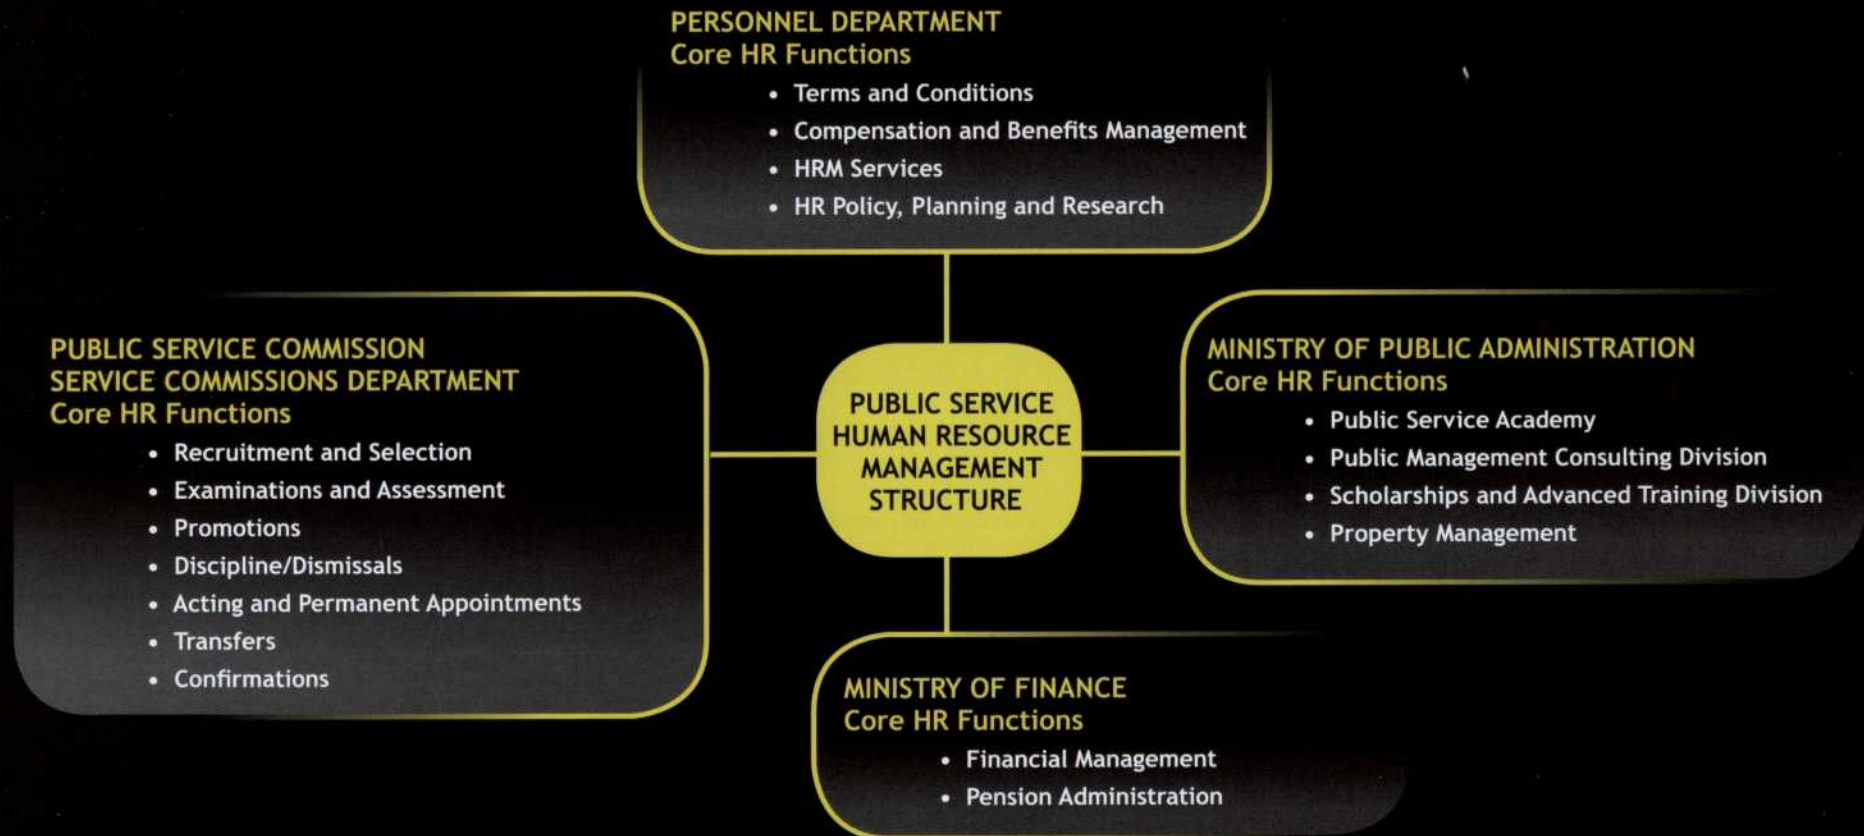 PERSONNEL DEPARTMENT
Core HR Functions
• Terms and Conditions
• Compensation and Benefits Management
• HRM Services
• HR Policy, Planning and Research
PUBLIC SERVICE COMMISSION
SERVICE COMMISSIONS DEPARTMENT
Core HR Functions
• Recruitment and Selection
• Examinations and Assessment
• Promotions
• Discipline/Dismissals
• Acting and Permanent Appointments
• Transfers
• Confirmations
PUBLIC SERVICE
HUMAN RESOURCE
MANAGEMENT
STRUCTURE
MINISTRY OF PUBLIC ADMINISTRATION
Core HR Functions
• Public Service Academy
• Public Management Consulting Division
• Scholarships and Advanced Training Division
• Property Management
MINISTRY OF FINANCE
Core HR Functions
• Financial Management
• Pension Administration